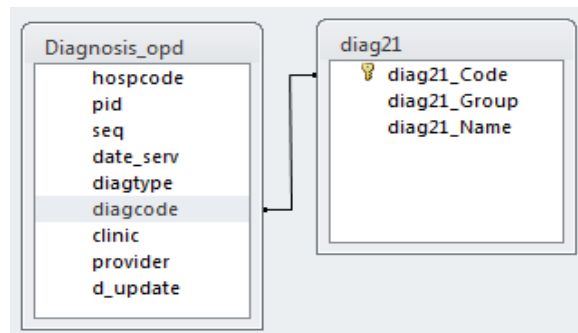 Diagnosis_opd
hospcode
pid
seq
date_serv
diagtype
diagcode
clinic
provider
d_update
diag21
diag21_Code
diag21_Group
diag21_Name